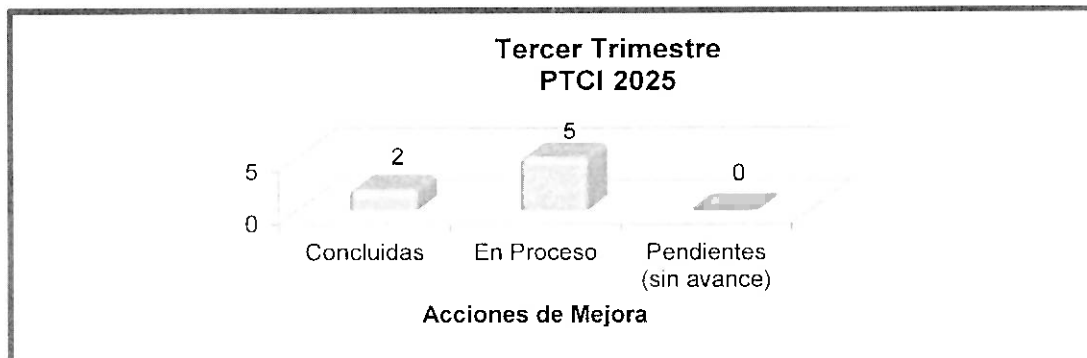 Tercer Trimestre
PTCI 2025
5
0
2
5
0
Concluidas
En Proceso
Pendientes
(sin avance)
Acciones de Mejora